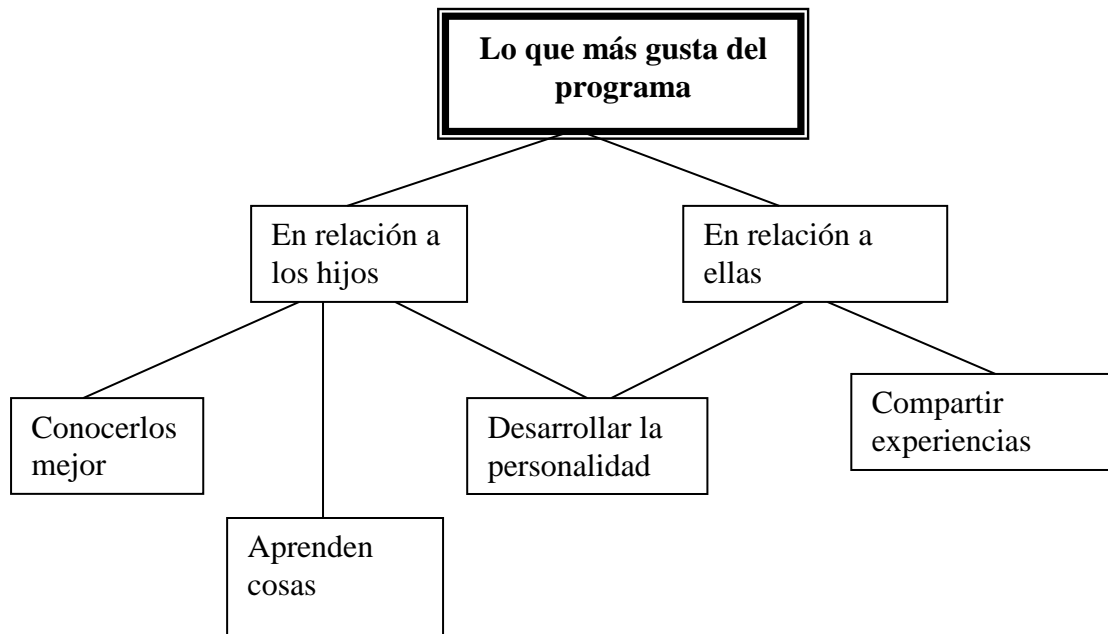 Lo que más gusta del
programa
En relación a
los hijos
En relación a
ellas
Conocerlos
mejor
Desarrollar la
personalidad
Compartir
experiencias
Aprenden
cosas